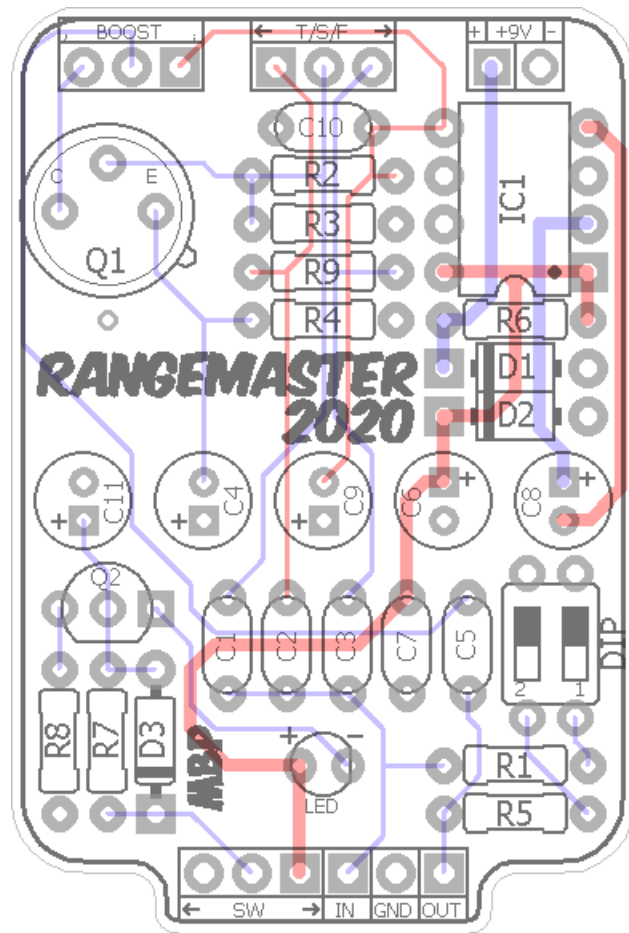 BOOST
← T/S/F →
+ +9V -
C10
C E
R2
IC1
R3
Q1
R9
R4
R6
RANGEMASTER
D1
2020
D2
C11 C4 C9 C6 C8
+ + + + +
Q2
C1 C2 C3 C7 C5
DIP
2 1
R8 R7 D3
MBP
+ -
LED
R1
R5
← SW → IN GND OUT